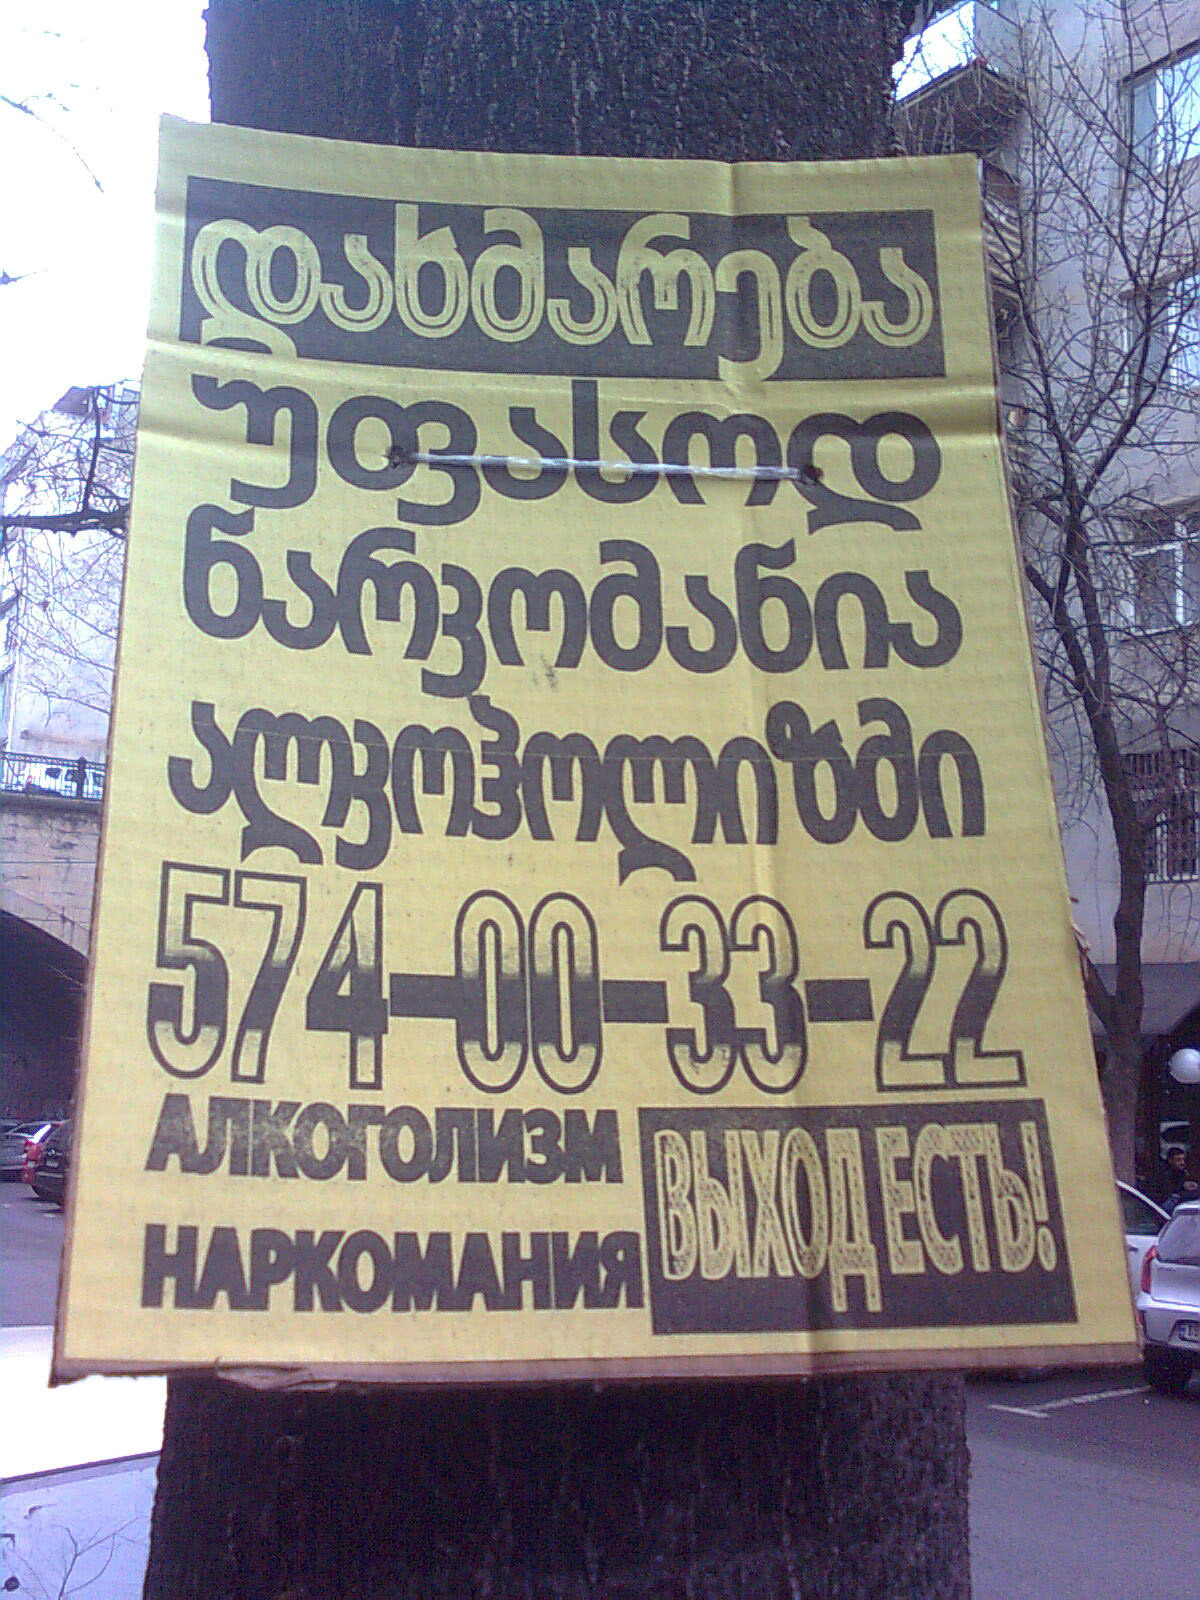 დახმარება
უფასოდ
ნარკომანია
ალკოჰოლიზმი
574-00-33-22
АЛКОГОЛИЗМ
НАРКОМАНИЯ
ВЫХОД ЕСТЬ!